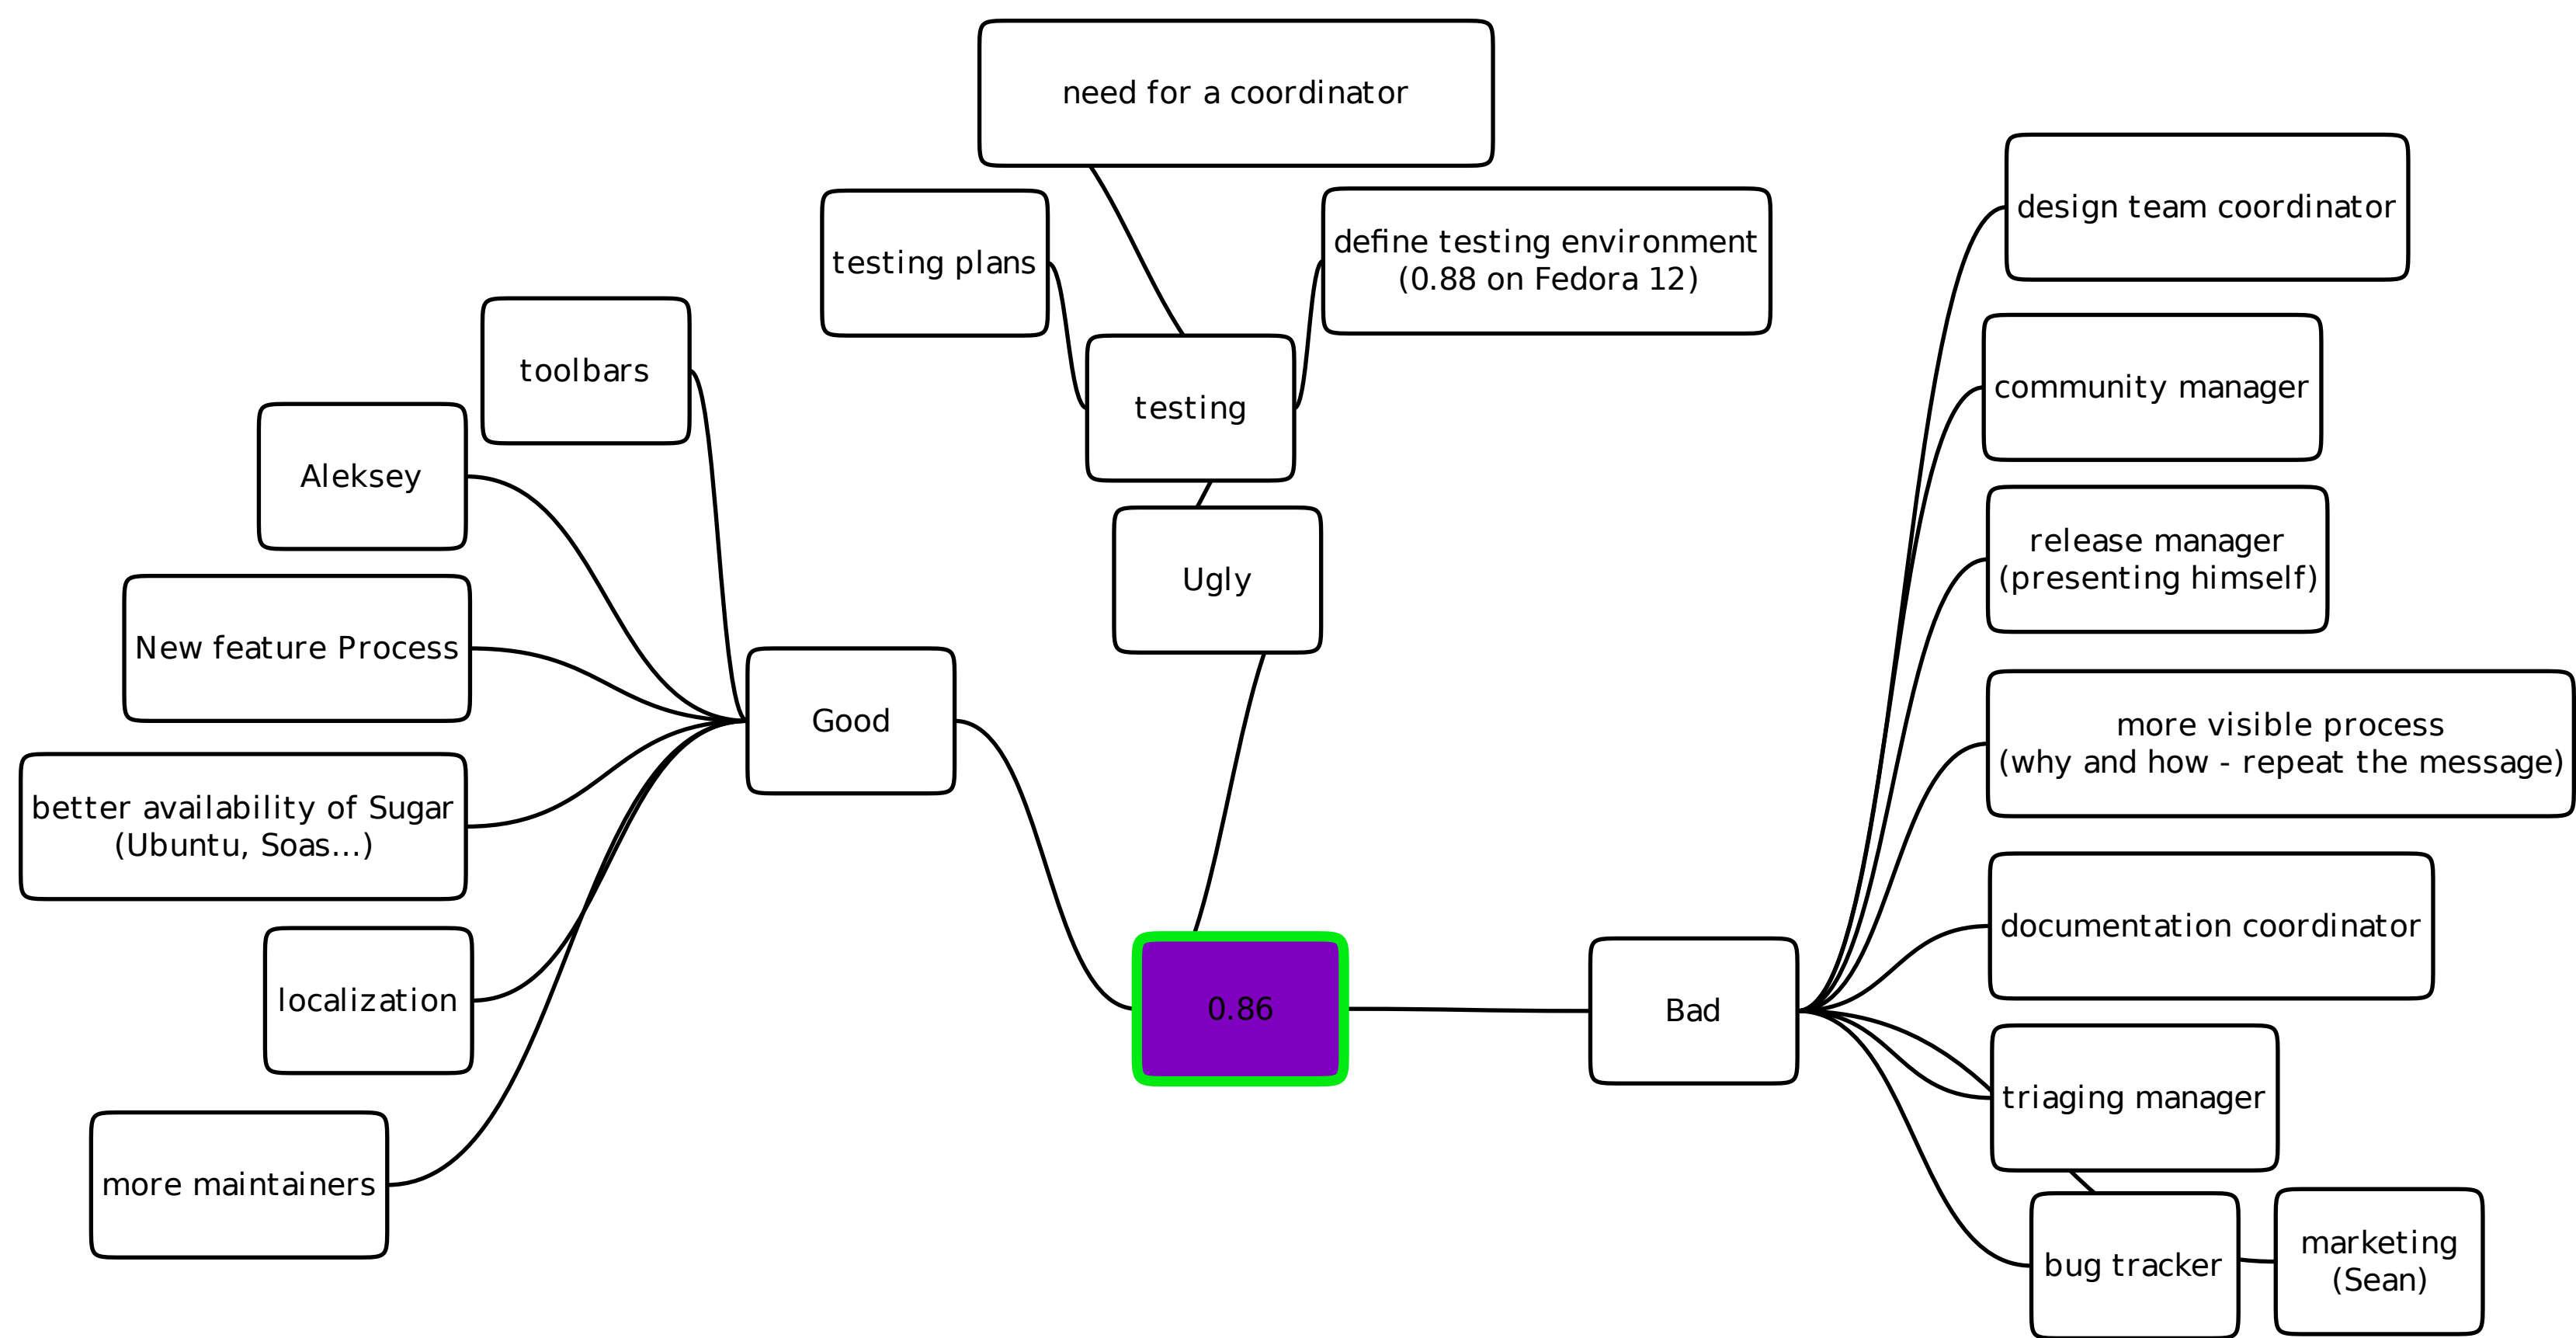 need for a coordinator
testing plans
define testing environment
(0.88 on Fedora 12)
testing
Ugly
toolbars
Aleksey
New feature Process
Good
better availability of Sugar
(Ubuntu, Soas...)
localization
more maintainers
0.86
Bad
design team coordinator
community manager
release manager
(presenting himself)
more visible process
(why and how - repeat the message)
documentation coordinator
triaging manager
bug tracker
marketing
(Sean)